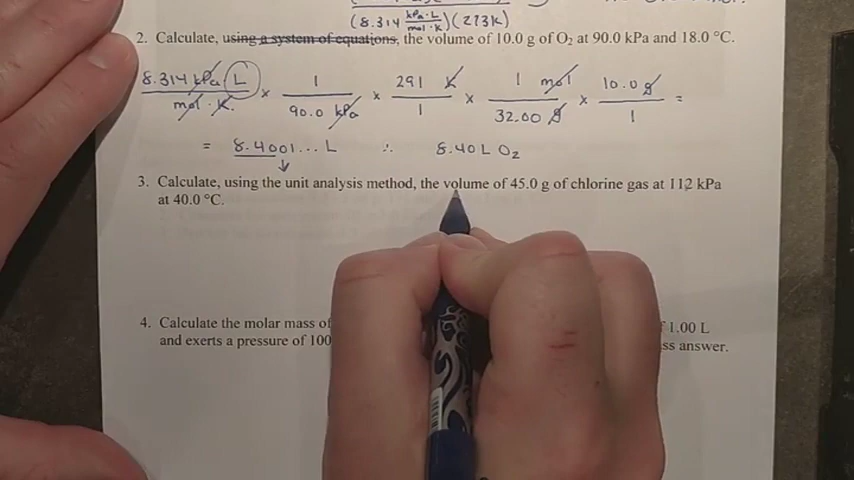 (8.314 kPa·L/mol·K)(273K)
2. Calculate, using a system of equations, the volume of 10.0 g of O₂ at 90.0 kPa and 18.0 °C.
8.314 kPa L / mol · K × 1 / 90.0 kPa × 291 K / 1 × 1 mol / 32.00 g × 10.0 g / 1 =
= 8.4001... L ∴ 8.40 L O₂
3. Calculate, using the unit analysis method, the volume of 45.0 g of chlorine gas at 112 kPa
at 40.0 °C.
4. Calculate the molar mass of 1.00 L
and exerts a pressure of 100 ss answer.